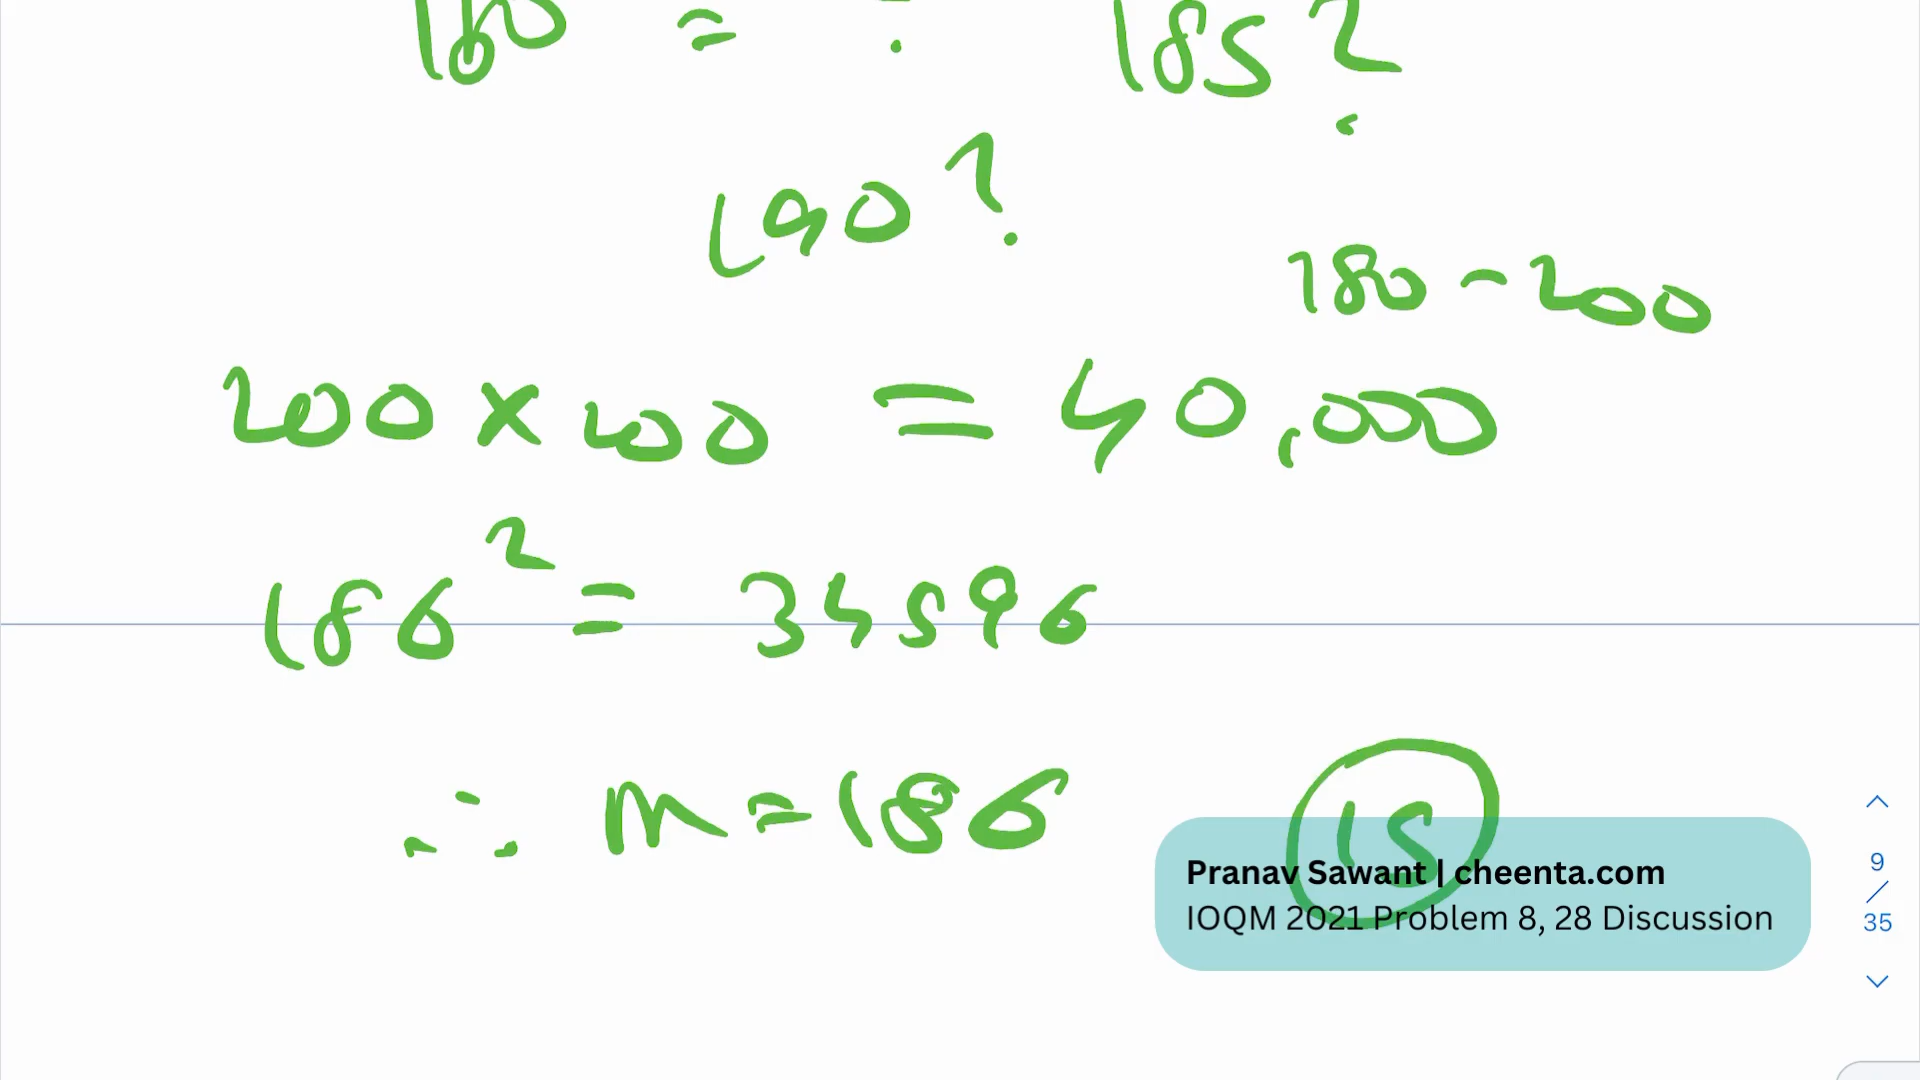 180 = ? 185?
190?
180 - 200
200 x 200 = 40,000
186² = 34596
∴ m = 186
15
Pranav Sawant | cheenta.com
IOQM 2021 Problem 8, 28 Discussion
9
/
35